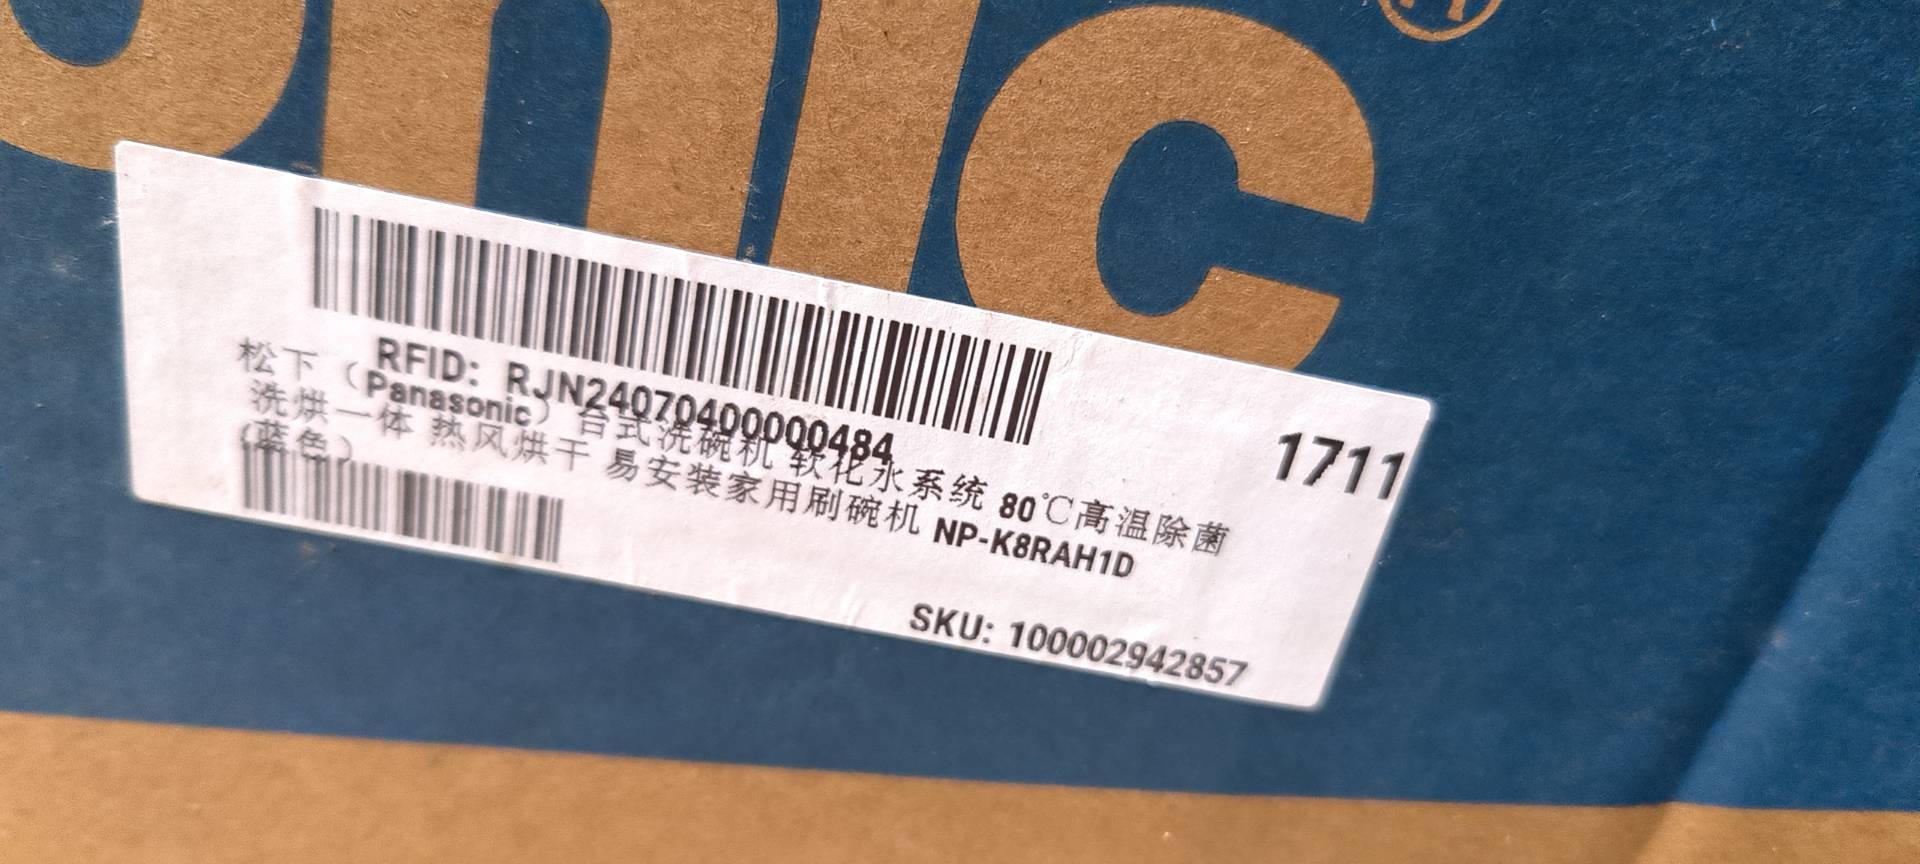 onic®
RFID: RJN24070400000484
1711
松下（Panasonic）台式洗碗机 软化水系统 80℃高温除菌
洗烘一体 热风烘干 易安装家用刷碗机 NP-K8RAH1D
(蓝色)
SKU: 100002942857